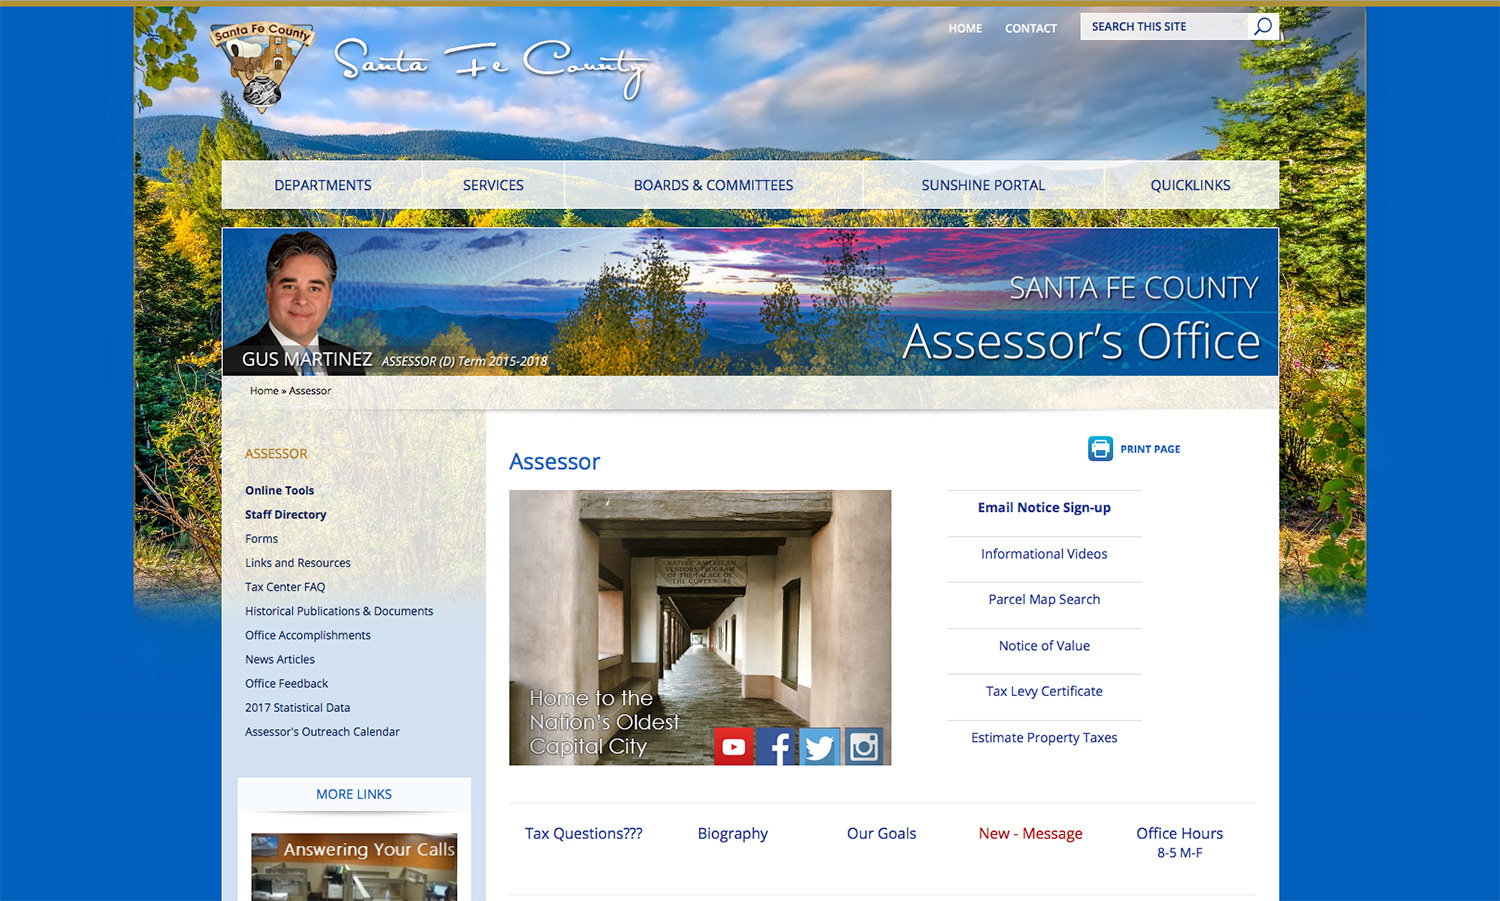 Santa Fe County
Santa Fe County
HOME
CONTACT
SEARCH THIS SITE
DEPARTMENTS
SERVICES
BOARDS & COMMITTEES
SUNSHINE PORTAL
QUICKLINKS
SANTA FE COUNTY
Assessor's Office
GUS MARTINEZ ASSESSOR (D) Term 2015-2018
Home » Assessor
ASSESSOR
Online Tools
Staff Directory
Forms
Links and Resources
Tax Center FAQ
Historical Publications & Documents
Office Accomplishments
News Articles
Office Feedback
2017 Statistical Data
Assessor's Outreach Calendar
MORE LINKS
Answering Your Calls
Assessor
PRINT PAGE
NATIVE AMERICAN
VENDORS PROGRAM
OF THE PALACE OF
THE GOVERNORS
Home to the
Nation's Oldest
Capital City
Email Notice Sign-up
Informational Videos
Parcel Map Search
Notice of Value
Tax Levy Certificate
Estimate Property Taxes
Tax Questions???
Biography
Our Goals
New - Message
Office Hours
8-5 M-F